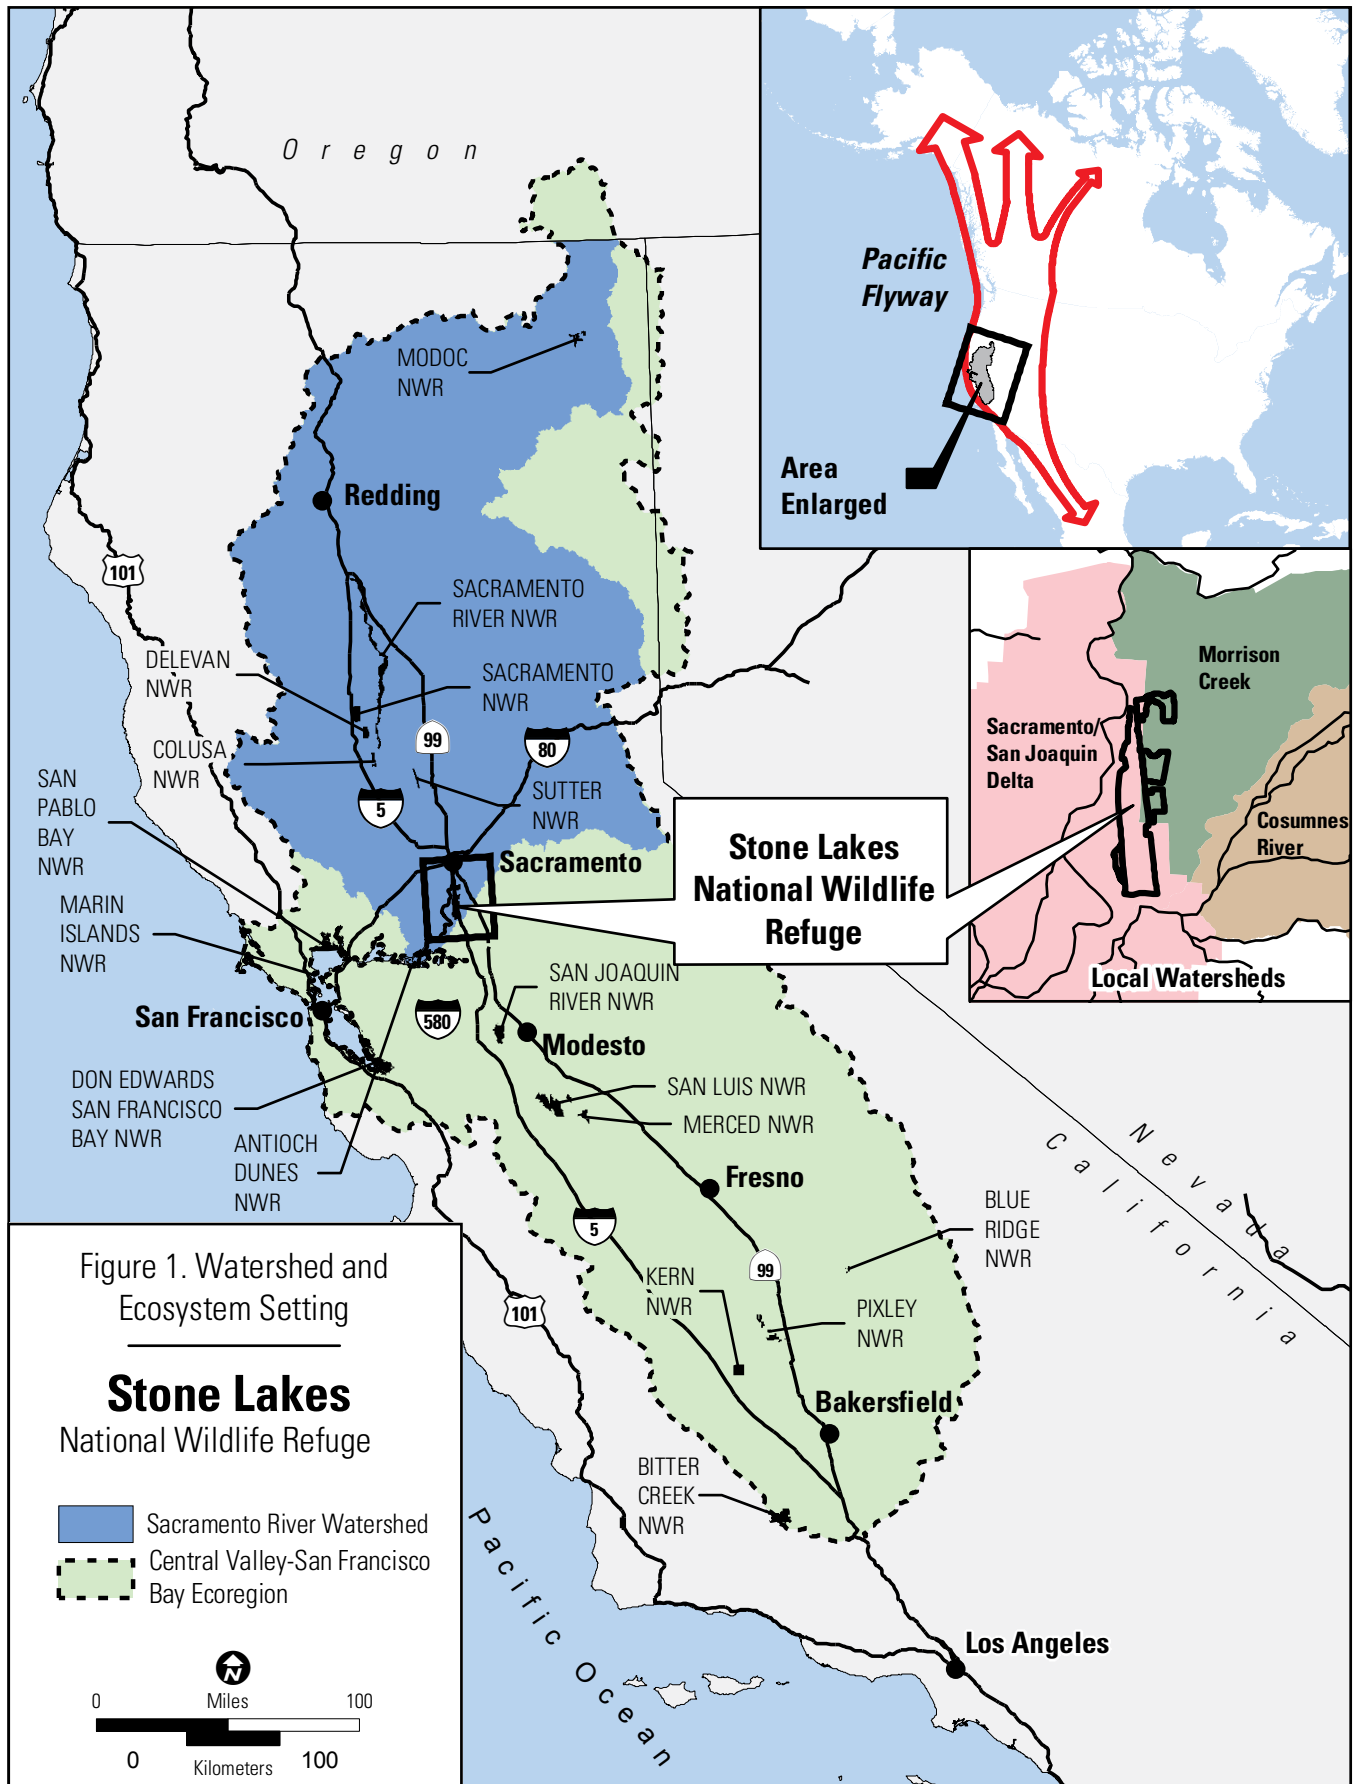 Oregon
Pacific
Flyway
Area
Enlarged
MODOC
NWR
Redding
101
SACRAMENTO
RIVER NWR
DELEVAN
NWR
SACRAMENTO
NWR
99
80
COLUSA
NWR
5
SUTTER
NWR
SAN
PABLO
BAY
NWR
Sacramento
MARIN
ISLANDS
NWR
Stone Lakes
National Wildlife
Refuge
Morrison
Creek
Sacramento/
San Joaquin
Delta
Cosumnes
River
Local Watersheds
San Francisco
580
SAN JOAQUIN
RIVER NWR
Modesto
DON EDWARDS
SAN FRANCISCO
BAY NWR
SAN LUIS NWR
MERCED NWR
ANTIOCH
DUNES
NWR
Fresno
Nevada
California
BLUE
RIDGE
NWR
5
99
KERN
NWR
PIXLEY
NWR
101
Bakersfield
BITTER
CREEK
NWR
Pacific Ocean
Los Angeles
Figure 1. Watershed and
Ecosystem Setting
Stone Lakes
National Wildlife Refuge
Sacramento River Watershed
Central Valley-San Francisco
Bay Ecoregion
N
0 Miles 100
0 Kilometers 100